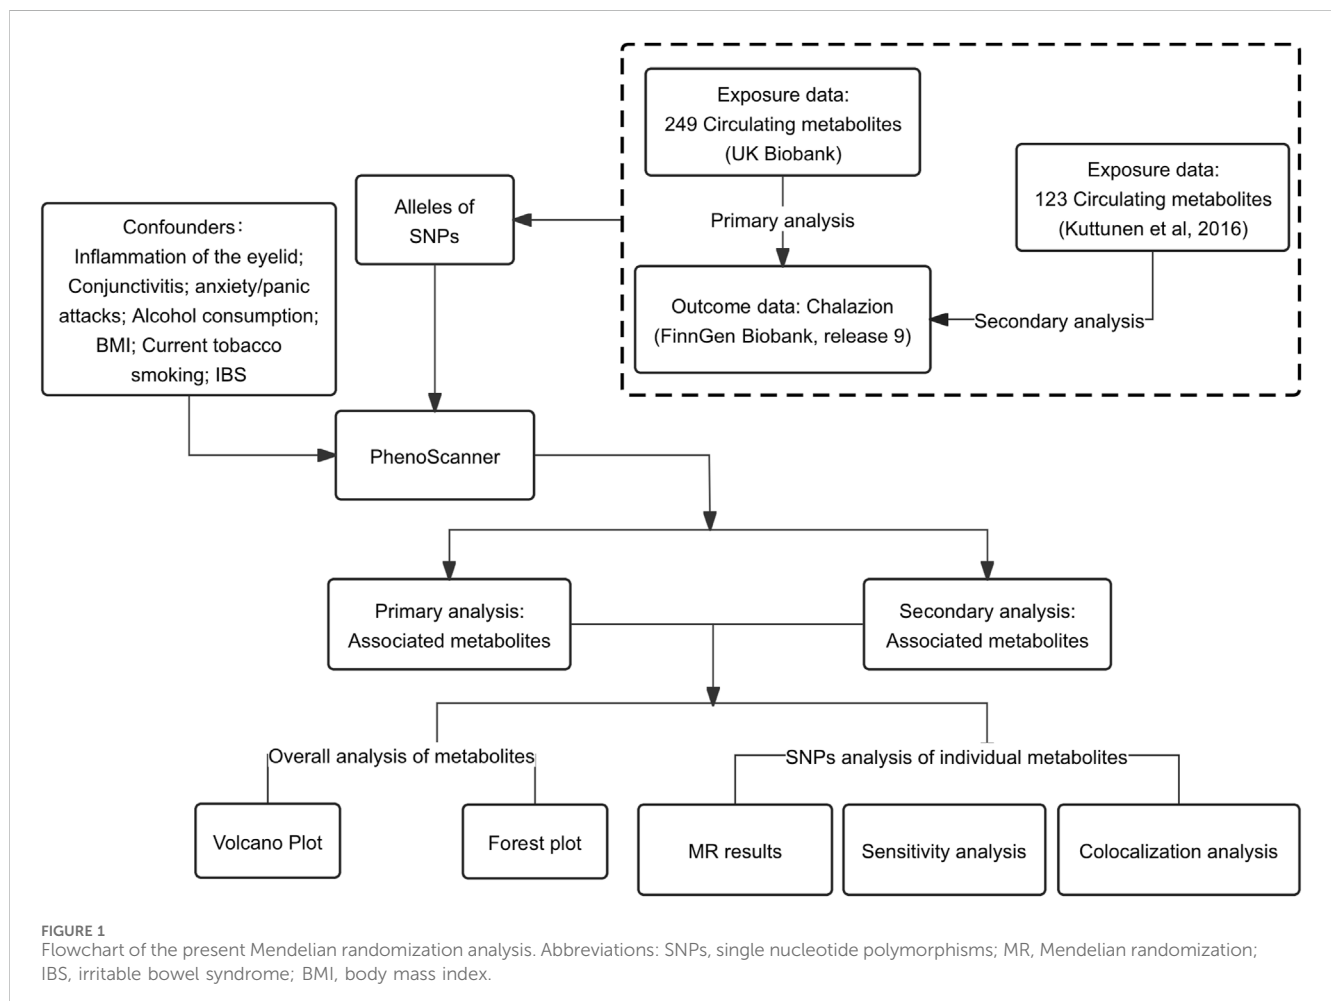 Exposure data:
249 Circulating metabolites
(UK Biobank)
Primary analysis
Exposure data:
123 Circulating metabolites
(Kuttunen et al, 2016)
Outcome data: Chalazion
(FinnGen Biobank, release 9)
Secondary analysis
Alleles of
SNPs
Confounders:
Inflammation of the eyelid;
Conjunctivitis; anxiety/panic
attacks; Alcohol consumption;
BMI; Current tobacco
smoking; IBS
PhenoScanner
Primary analysis:
Associated metabolites
Secondary analysis:
Associated metabolites
Overall analysis of metabolites
SNPs analysis of individual metabolites
Volcano Plot
Forest plot
MR results
Sensitivity analysis
Colocalization analysis
FIGURE 1
Flowchart of the present Mendelian randomization analysis. Abbreviations: SNPs, single nucleotide polymorphisms; MR, Mendelian randomization;
IBS, irritable bowel syndrome; BMI, body mass index.